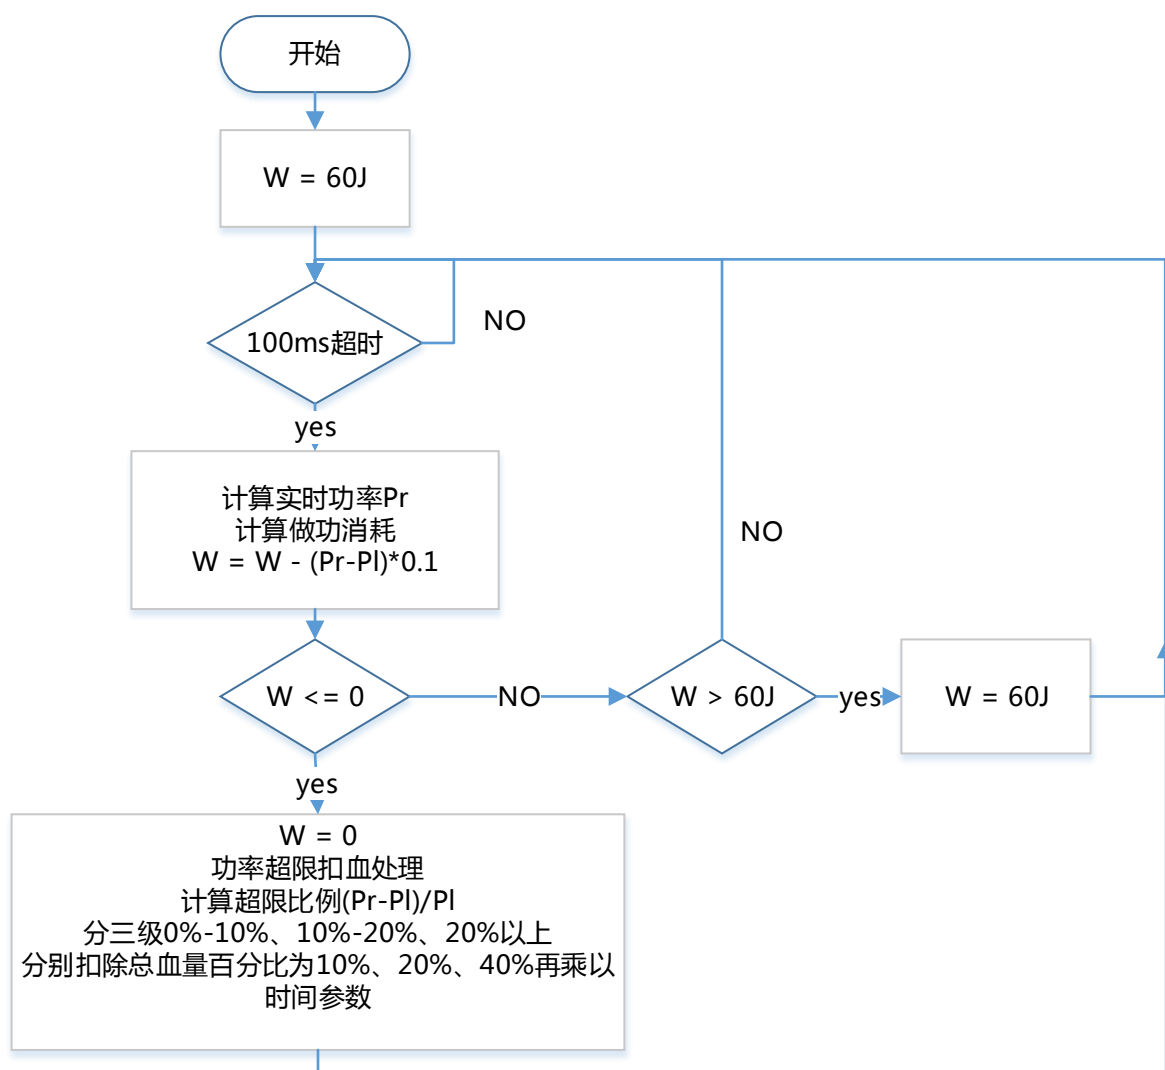 开始
W = 60J
100ms超时
NO
yes
计算实时功率Pr
计算做功消耗
W = W - (Pr-Pl)*0.1
NO
W <= 0
NO
W > 60J
yes
W = 60J
yes
W = 0
功率超限扣血处理
计算超限比例(Pr-Pl)/Pl
分三级0%-10%、10%-20%、20%以上
分别扣除总血量百分比为10%、20%、40%再乘以
时间参数